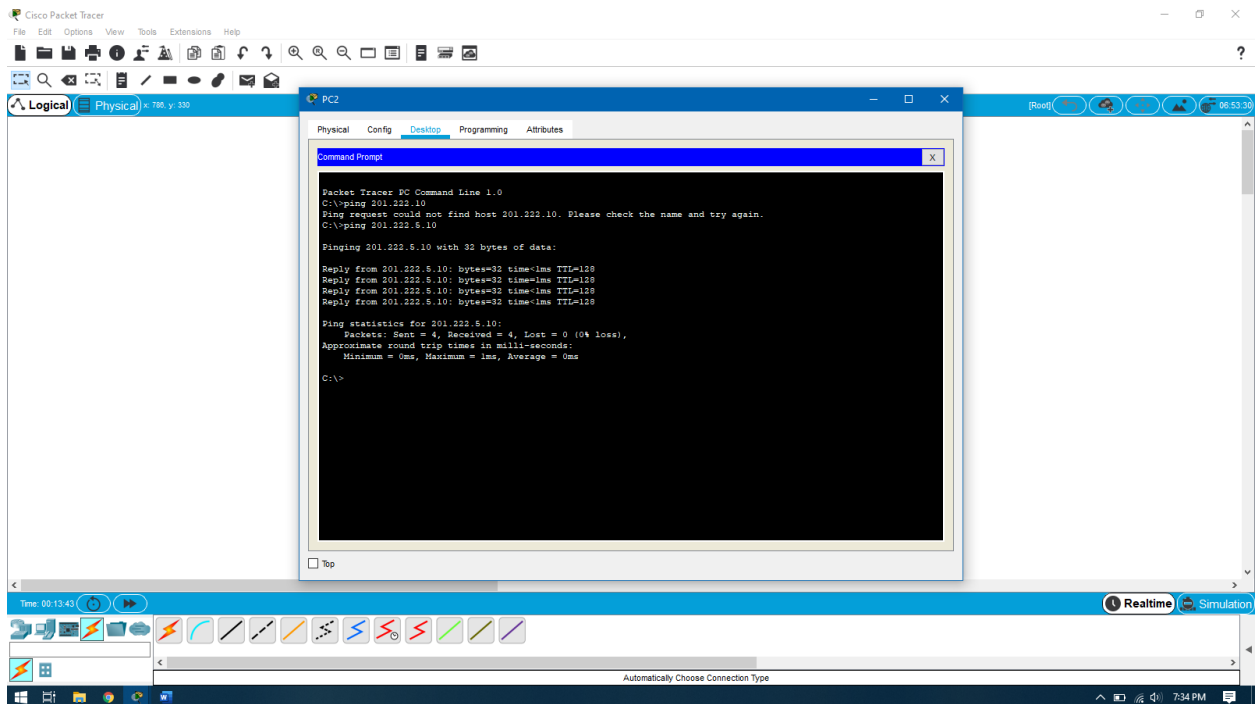 Cisco Packet Tracer
File Edit Options View Tools Extensions Help
Logical Physical x: 786, y: 330
[Root] 06:53:30
PC2
Physical Config Desktop Programming Attributes
Command Prompt X
Packet Tracer PC Command Line 1.0
C:\>ping 201.222.10
Ping request could not find host 201.222.10. Please check the name and try again.
C:\>ping 201.222.5.10
Pinging 201.222.5.10 with 32 bytes of data:
Reply from 201.222.5.10: bytes=32 time<1ms TTL=128
Reply from 201.222.5.10: bytes=32 time=1ms TTL=128
Reply from 201.222.5.10: bytes=32 time<1ms TTL=128
Reply from 201.222.5.10: bytes=32 time<1ms TTL=128
Ping statistics for 201.222.5.10:
Packets: Sent = 4, Received = 4, Lost = 0 (0% loss),
Approximate round trip times in milli-seconds:
Minimum = 0ms, Maximum = 1ms, Average = 0ms
C:\>
Top
Time: 00:13:43
Realtime Simulation
Automatically Choose Connection Type
7:34 PM